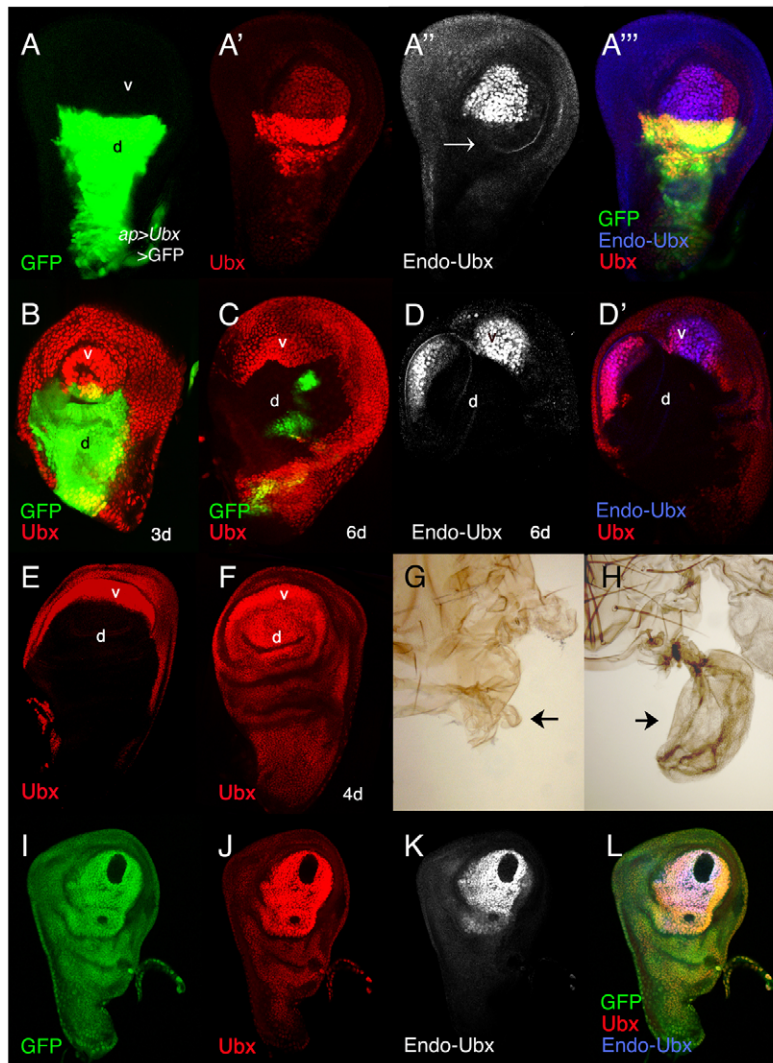 A A' A'' A'''
v
d
ap>Ubx
>GFP
GFP Ubx Endo-Ubx
GFP
Endo-Ubx
Ubx
B C D D'
v v v v
d d d d
GFP
Ubx 3d
GFP
Ubx 6d
Endo-Ubx 6d
Endo-Ubx
Ubx
E F G H
v v
d d
Ubx Ubx 4d
I J K L
GFP Ubx Endo-Ubx
GFP
Ubx
Endo-Ubx